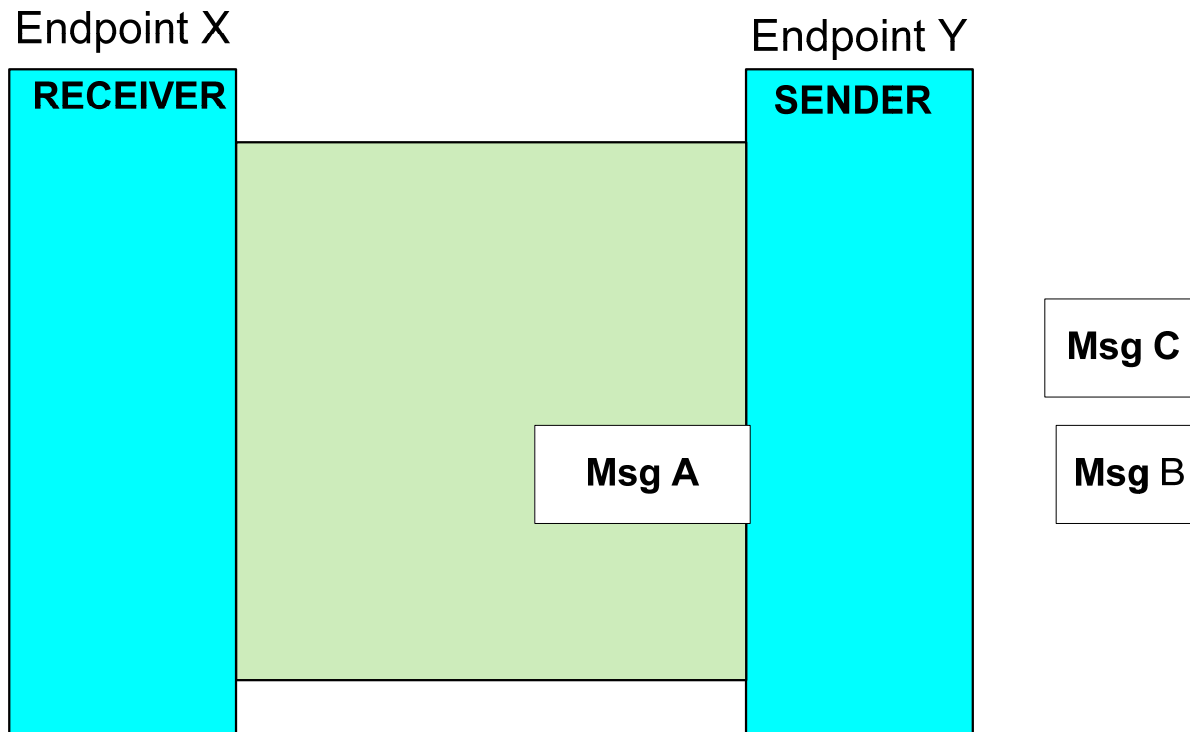 Endpoint X
Endpoint Y
RECEIVER
SENDER
Msg C
Msg A
Msg B